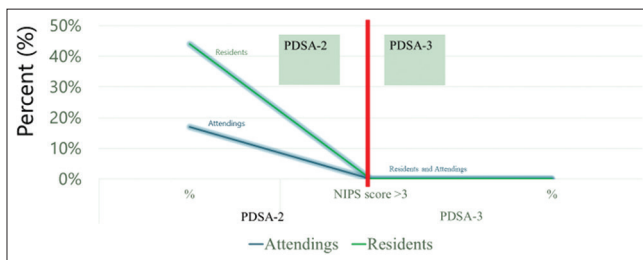 Percent (%)
50%
40%
30%
20%
10%
0%
Residents
Attendings
PDSA-2
PDSA-3
Residents and Attendings
%
NIPS score >3
%
PDSA-2
PDSA-3
Attendings
Residents